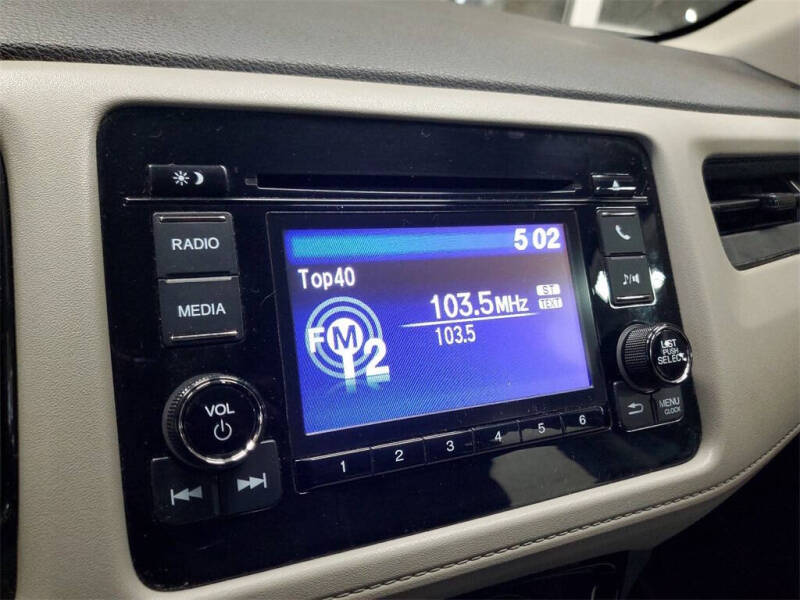 5 02
RADIO
Top40
MEDIA
103.5MHz
ST
TEXT
FM
2
103.5
LIST
PUSH
SELECT
VOL
MENU
CLOCK
1 2 3 4 5 6